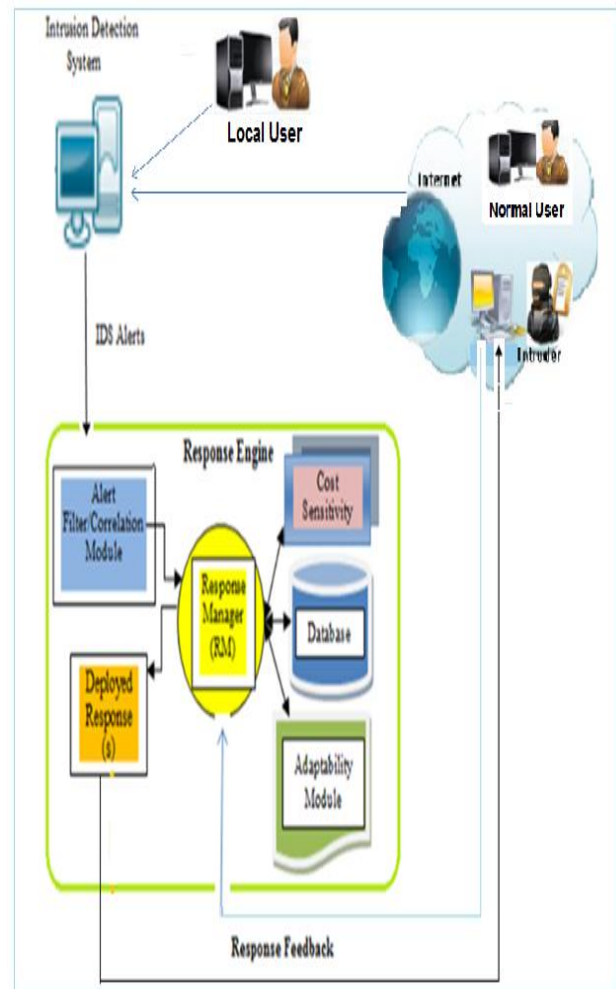 Intrusion Detection
System
Local User
Internet
Normal User
Intruder
IDS Alerts
Response Engine
Alert
Filter/Correlation
Module
Cost
Sensitivity
Response
Manager
(RM)
Database
Deployed
Response
(s)
Adaptability
Module
Response Feedback